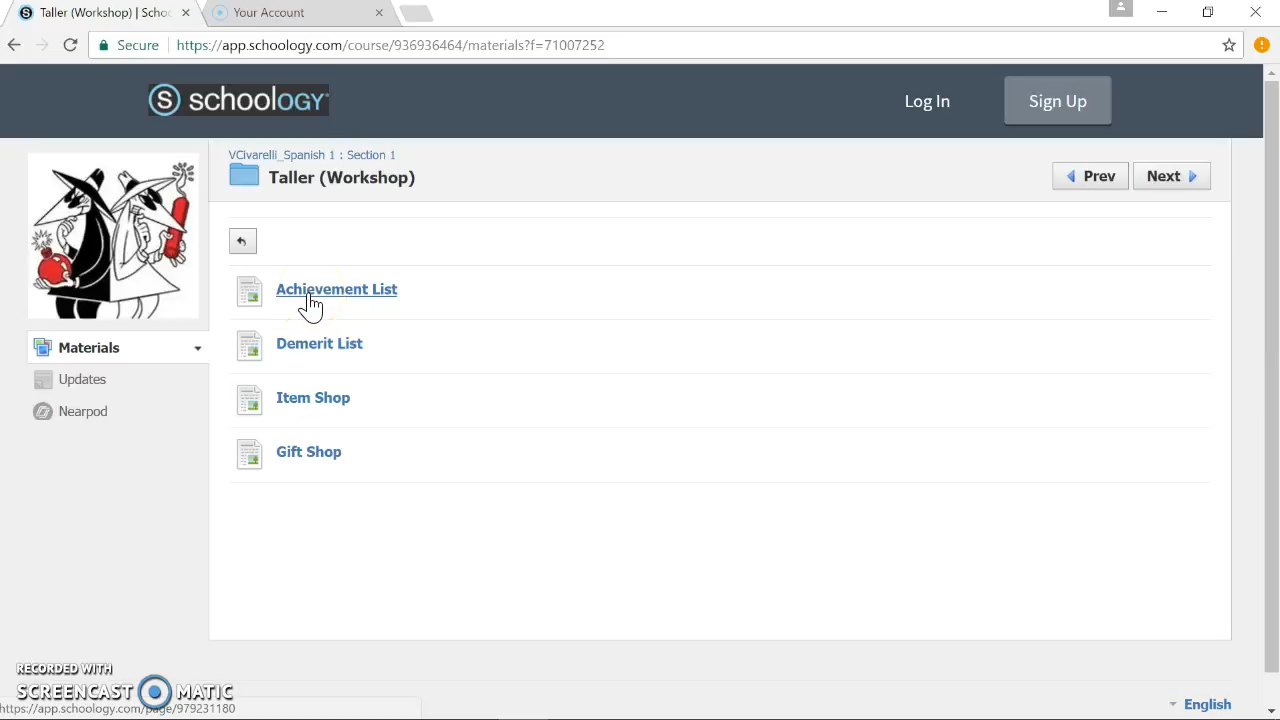 Taller (Workshop) | Schoo
Your Account
Secure
https://app.schoology.com/course/936936464/materials?f=71007252
S schoology
Log In
Sign Up
VCivarelli_Spanish 1 : Section 1
Taller (Workshop)
Prev
Next
Achievement List
Demerit List
Item Shop
Gift Shop
Materials
Updates
Nearpod
RECORDED WITH
SCREENCAST MATIC
https://app.schoology.com/page/979231180
English